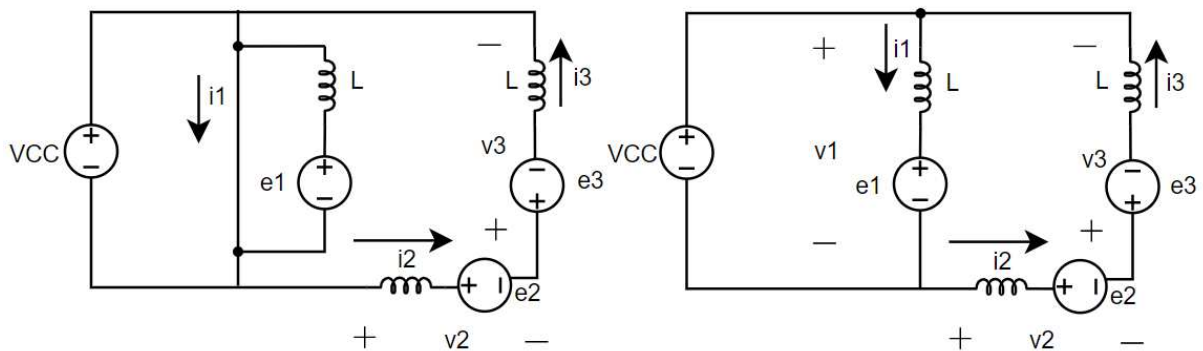 i1
L
L
i3
VCC
+
−
e1
+
−
v3
−
+
e3
−
+
i2
+
−
e2
+
v2
−
+
i1
L
−
L
i3
VCC
+
−
v1
e1
+
−
v3
−
+
e3
−
+
i2
+
−
e2
+
v2
−